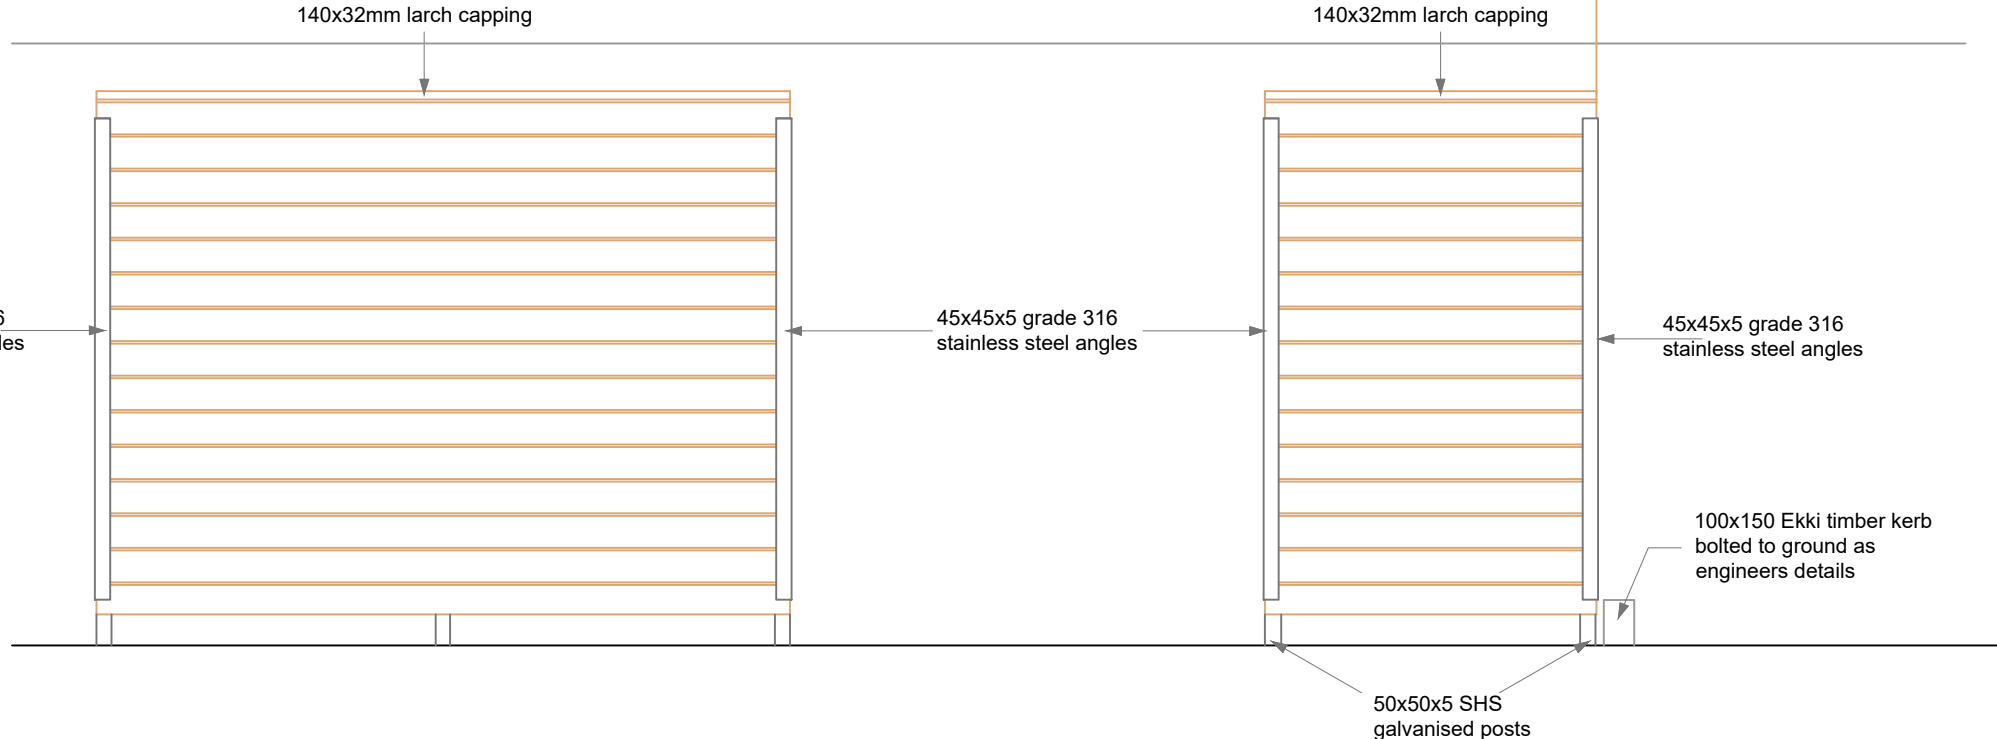 140x32mm larch capping
140x32mm larch capping
45x45x5 grade 316
stainless steel angles
45x45x5 grade 316
stainless steel angles
100x150 Ekki timber kerb
bolted to ground as
engineers details
50x50x5 SHS
galvanised posts